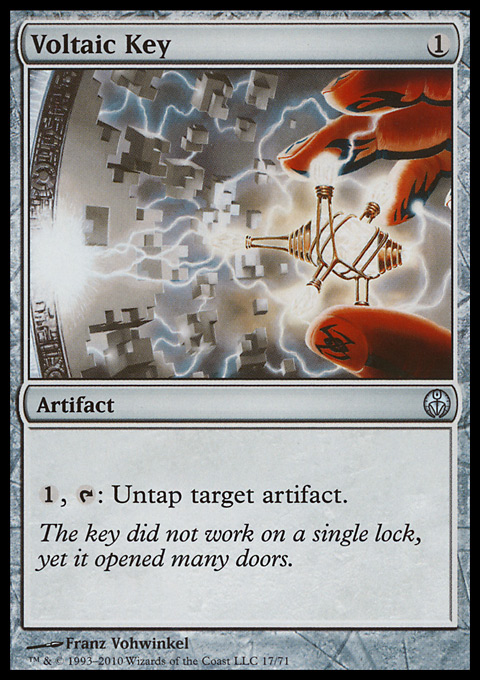 Voltaic Key 1
Artifact
1, : Untap target artifact.
The key did not work on a single lock,
yet it opened many doors.
Franz Vohwinkel
™ & © 1993–2010 Wizards of the Coast LLC 17/71